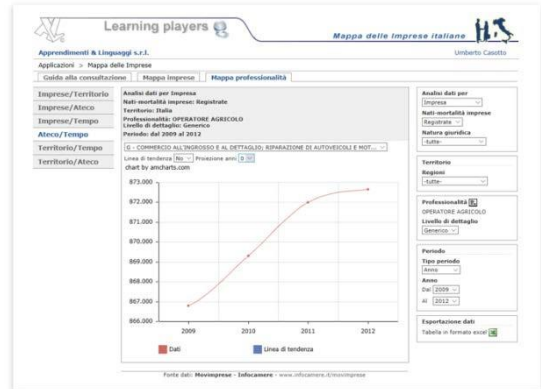 Learning players
Mappa delle Imprese italiane
Apprendimenti & Linguaggi s.r.l.
Umberto Casotto
Applicazioni > Mappa delle Imprese
Guida alla consultazione
Mappa imprese
Mappa professionalità
Imprese/Territorio
Imprese/Ateco
Imprese/Tempo
Ateco/Tempo
Territorio/Tempo
Territorio/Ateco
Analisi dati per Impresa
Nati-mortalità imprese: Registrate
Territorio: Italia
Professionalità: OPERATORE AGRICOLO
Livello di dettaglio: Generico
Periodo: dal 2009 al 2012
G - COMMERCIO ALL'INGROSSO E AL DETTAGLIO; RIPARAZIONE DI AUTOVEICOLI E MOT...
Linea di tendenza No Previsione anni 0
chart by amcharts.com
873.000
872.000
871.000
870.000
869.000
868.000
867.000
866.000
2009 2010 2011 2012
Dati Linea di tendenza
Fonte dati: Movimprese - Infocamere - www.infocamere.it/movimprese
Analisi dati per
Impresa
Nati-mortalità imprese
Registrate
Natura giuridica
-tutte-
Territorio
Regioni
-tutte-
Professionalità
OPERATORE AGRICOLO
Livello di dettaglio
Generico
Periodo
Tipo periodo
Anno
Anno
Dal 2009
Al 2012
Esportazione dati
Tabella in formato excel